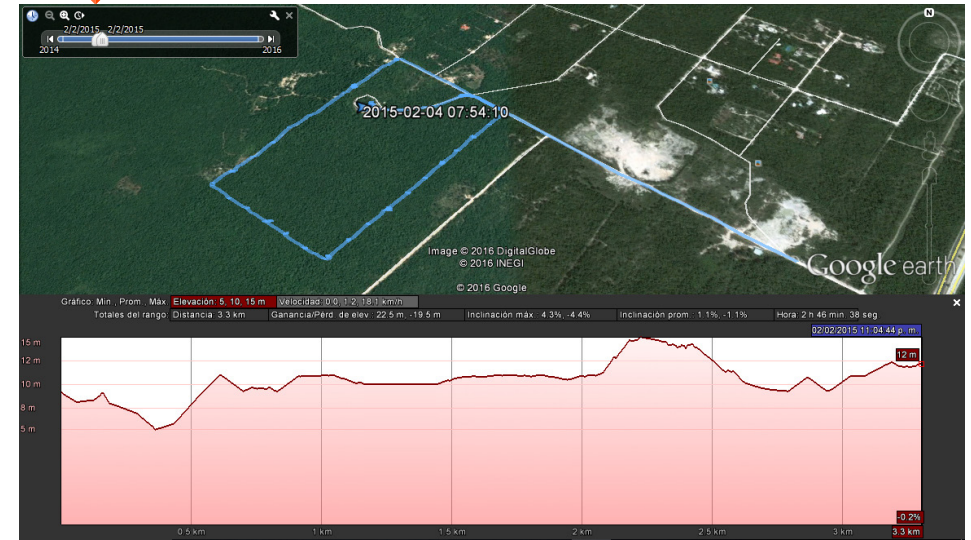 2/2/2015 2/2/2015
2014 2016
N
2015-02-04 07:54:10
Image © 2016 DigitalGlobe
© 2016 INEGI
© 2016 Google
Google earth
Gráfico: Mín., Prom., Máx. Elevación: 5, 10, 15 m Velocidad: 0.0, 1.2, 18.1 km/h
Totales del rango: Distancia: 3.3 km Ganancia/Pérd. de elev.: 22.5 m, -19.5 m Inclinación máx.: 4.3%, -4.4% Inclinación prom.: 1.1%, -1.1% Hora: 2 h 46 min. 38 seg.
02/02/2015 11:04:44 p. m.
15 m
12 m
12 m
10 m
8 m
5 m
-0.2%
0.5 km 1 km 1.5 km 2 km 2.5 km 3 km 3.3 km